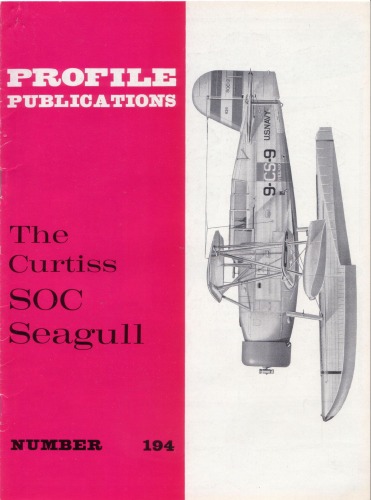 PROFILE
PUBLICATIONS
The
Curtiss
SOC
Seagull
NUMBER 194
U.S.NAVY
9-CS-9